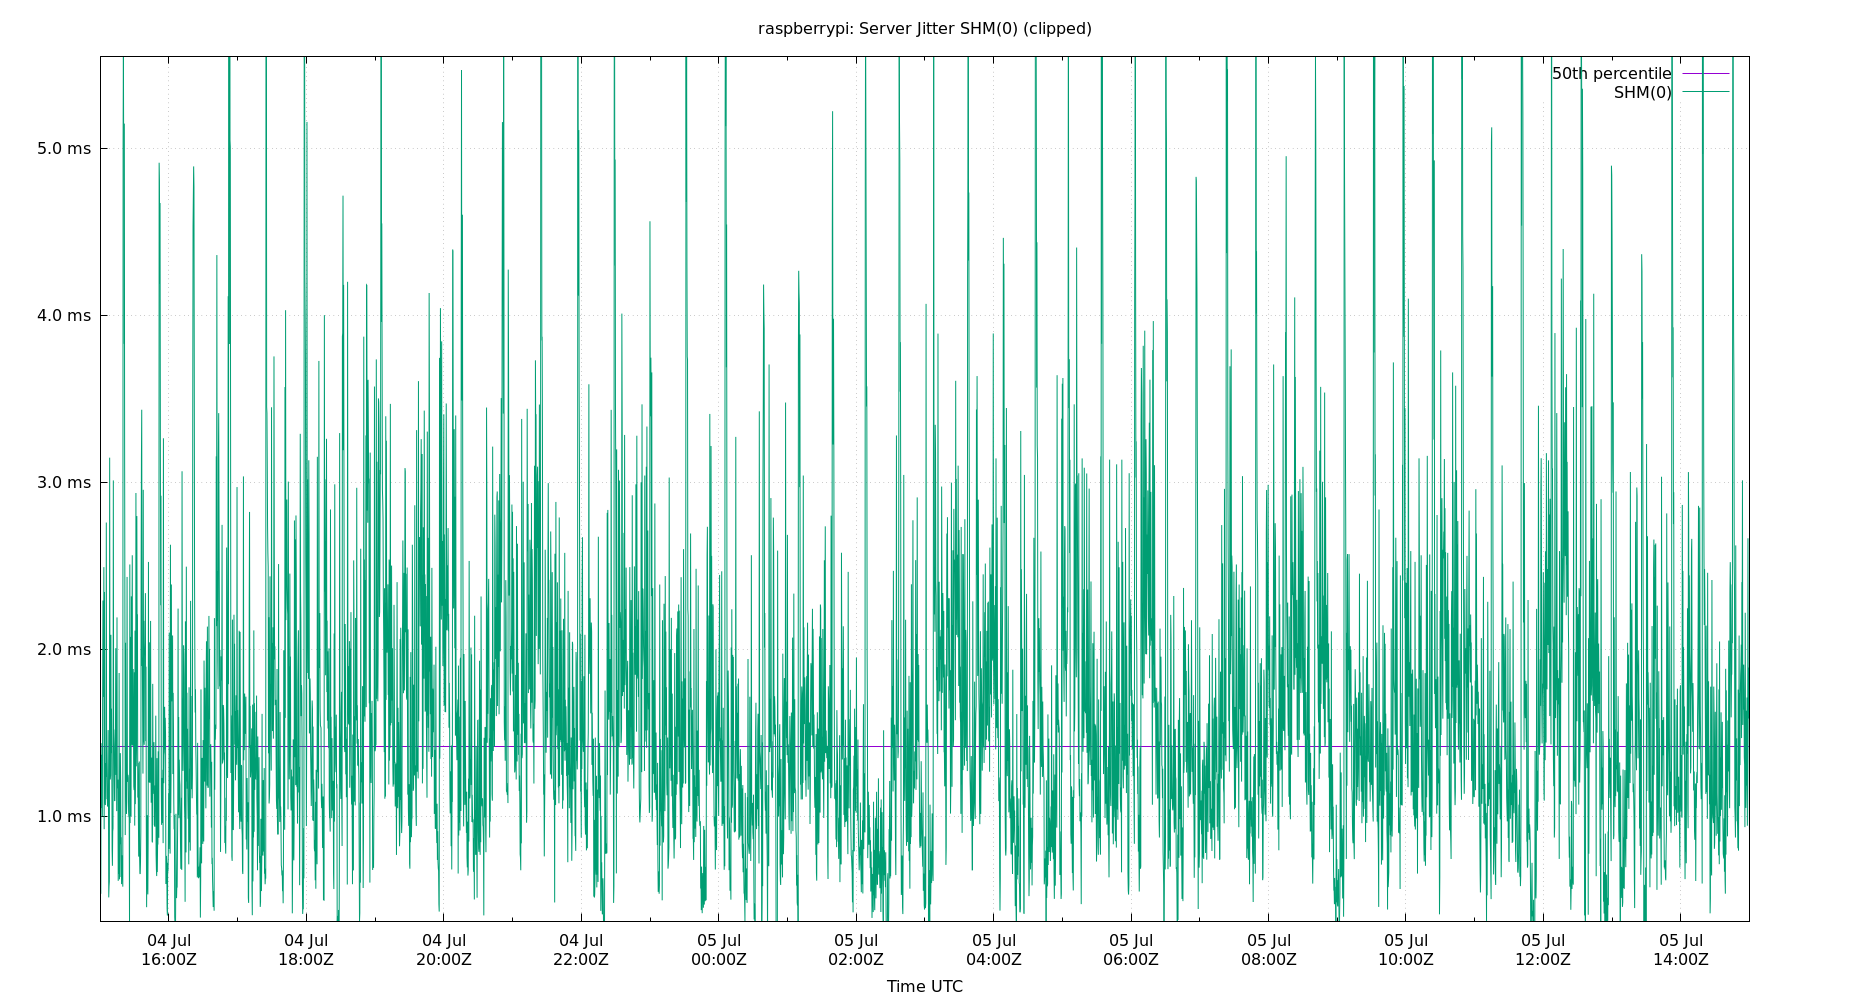 raspberrypi: Server Jitter SHM(0) (clipped)
50th percentile
SHM(0)
5.0 ms
4.0 ms
3.0 ms
2.0 ms
1.0 ms
04 Jul 04 Jul 04 Jul 04 Jul 05 Jul 05 Jul 05 Jul 05 Jul 05 Jul 05 Jul 05 Jul 05 Jul
16:00Z 18:00Z 20:00Z 22:00Z 00:00Z 02:00Z 04:00Z 06:00Z 08:00Z 10:00Z 12:00Z 14:00Z
Time UTC